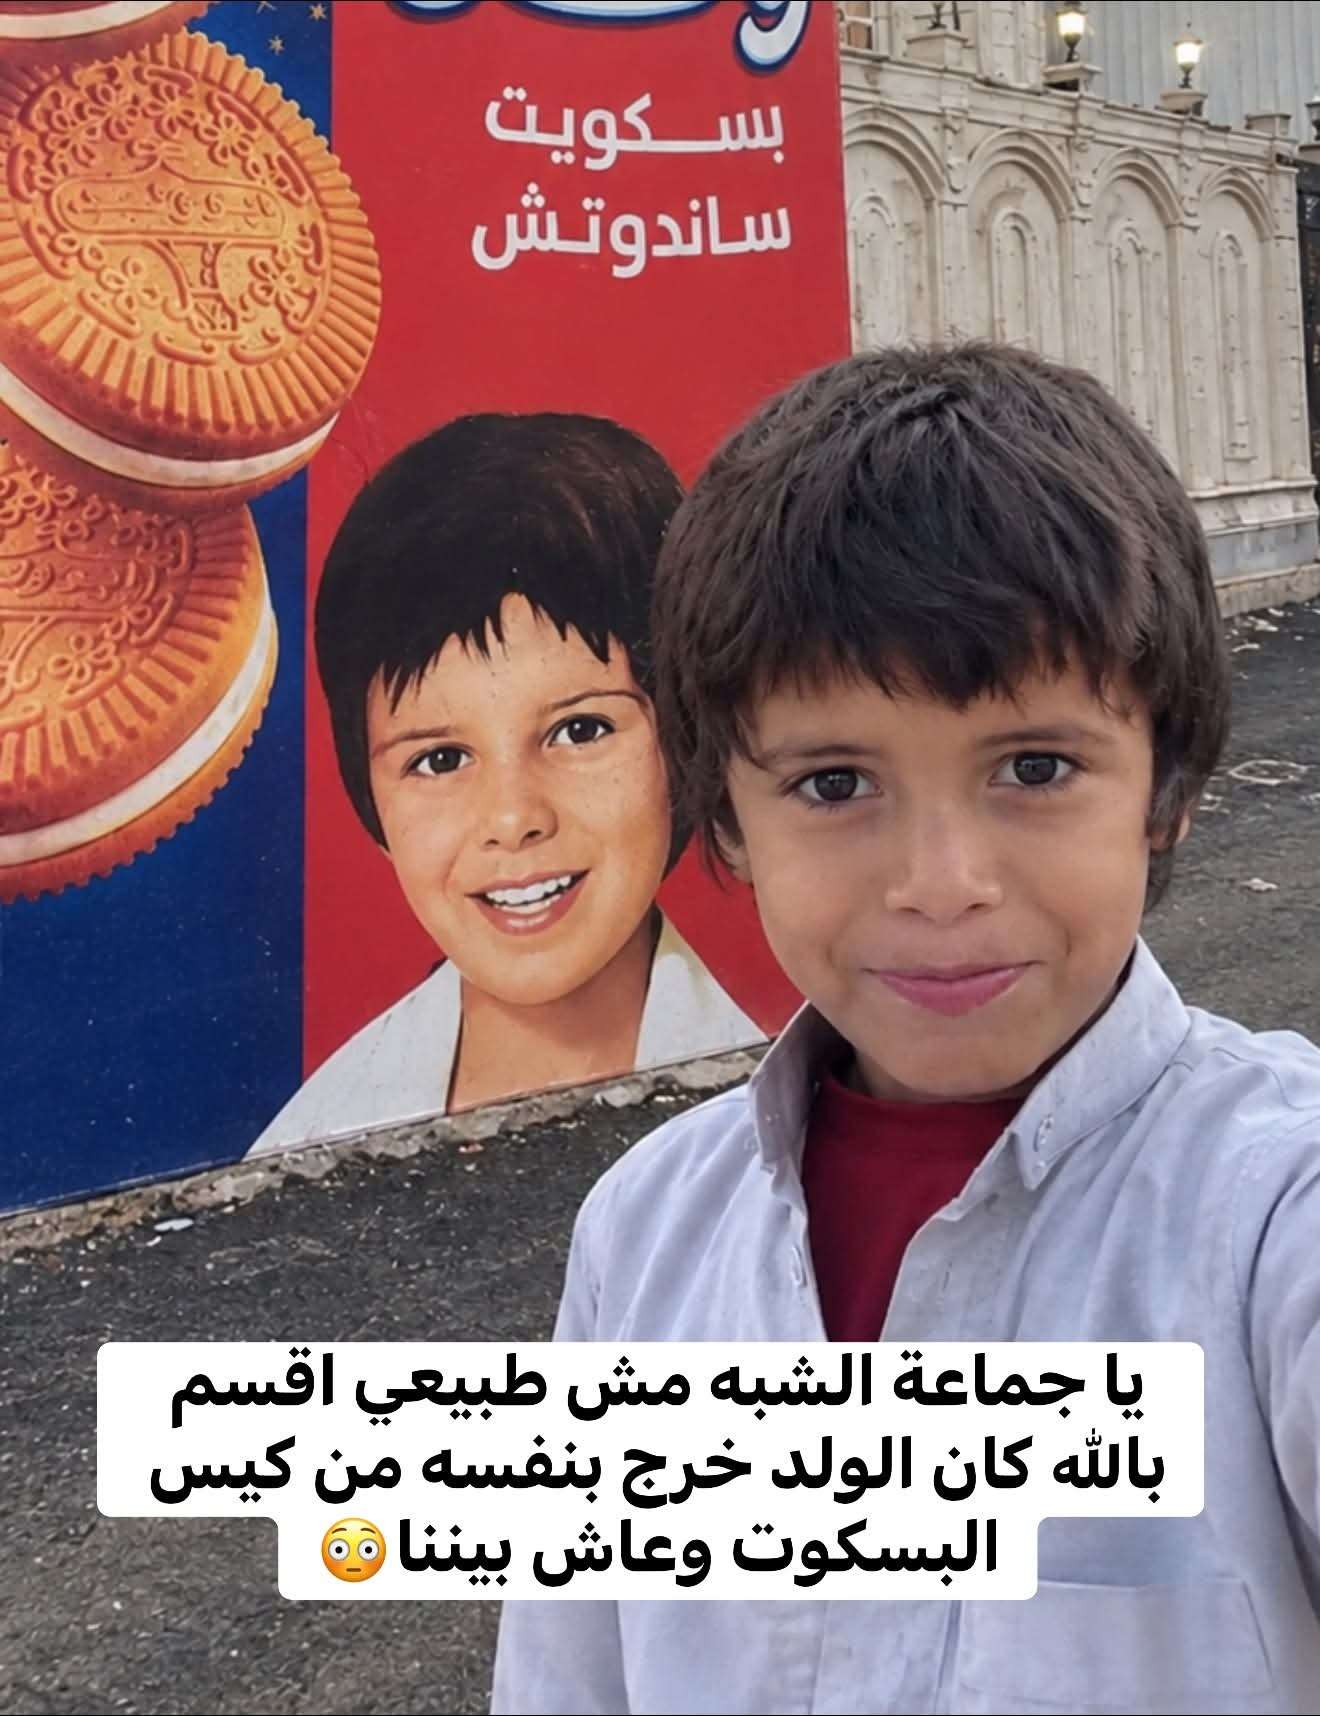 بسكويت
ساندوتش
يا جماعة الشبه مش طبيعي اقسم
بالله كان الولد خرج بنفسه من كيس
البسكوت وعاش بيننا😳